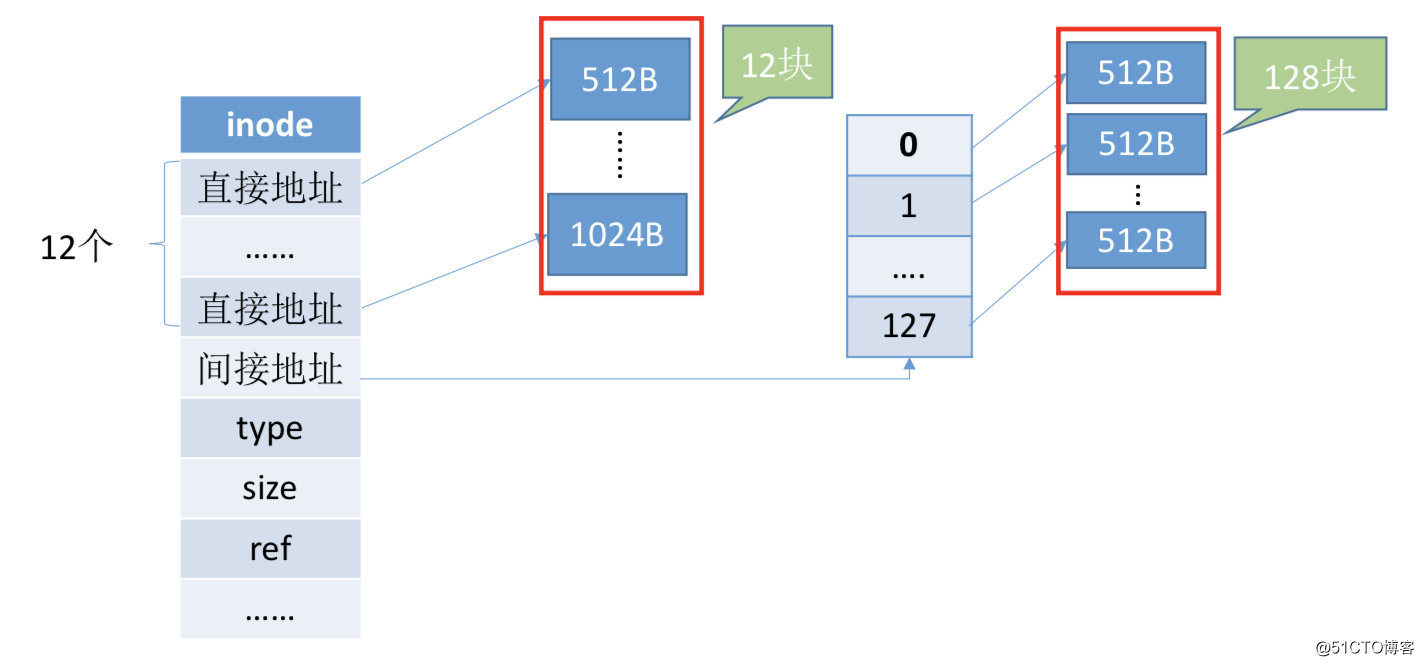 inode
12个
直接地址
......
直接地址
间接地址
type
size
ref
......
512B
1024B
12块
0
1
....
127
512B
512B
512B
128块
@51CTO博客